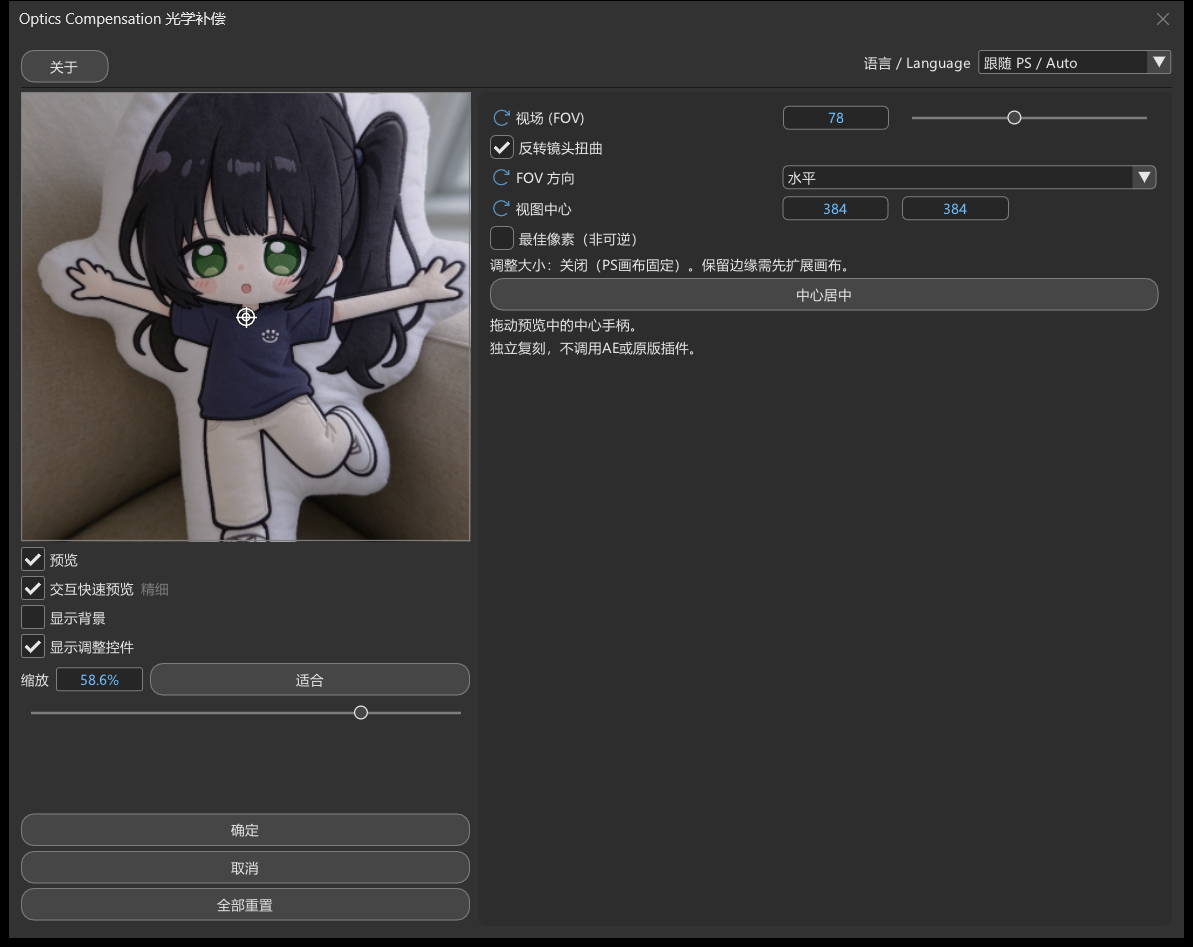 Optics Compensation 光学补偿
关于
语言 / Language 跟随 PS / Auto
视场 (FOV) 78
反转镜头扭曲
FOV 方向 水平
视图中心 384 384
最佳像素（非可逆）
调整大小：关闭（PS画布固定）。保留边缘需先扩展画布。
中心居中
拖动预览中的中心手柄。
独立复刻，不调用AE或原版插件。
预览
交互快速预览 精细
显示背景
显示调整控件
缩放 58.6% 适合
确定
取消
全部重置